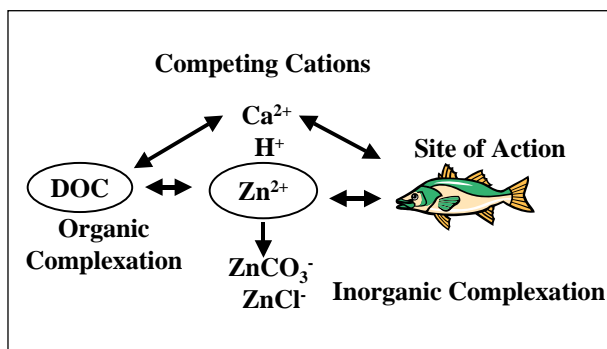 Competing Cations
Ca²⁺
H⁺
Site of Action
DOC
Zn²⁺
Organic
Complexation
ZnCO₃⁻
ZnCl⁻
Inorganic Complexation